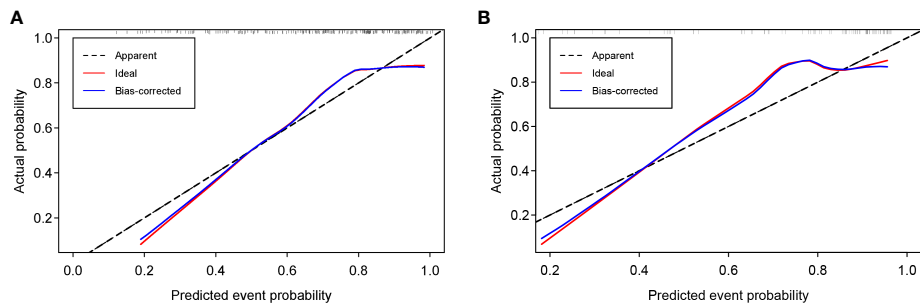 A
Apparent
Ideal
Bias-corrected
Actual probability
1.0
0.8
0.6
0.4
0.2
0.0 0.2 0.4 0.6 0.8 1.0
Predicted event probability
B
Apparent
Ideal
Bias-corrected
Actual probability
1.0
0.8
0.6
0.4
0.2
0.2 0.4 0.6 0.8 1.0
Predicted event probability